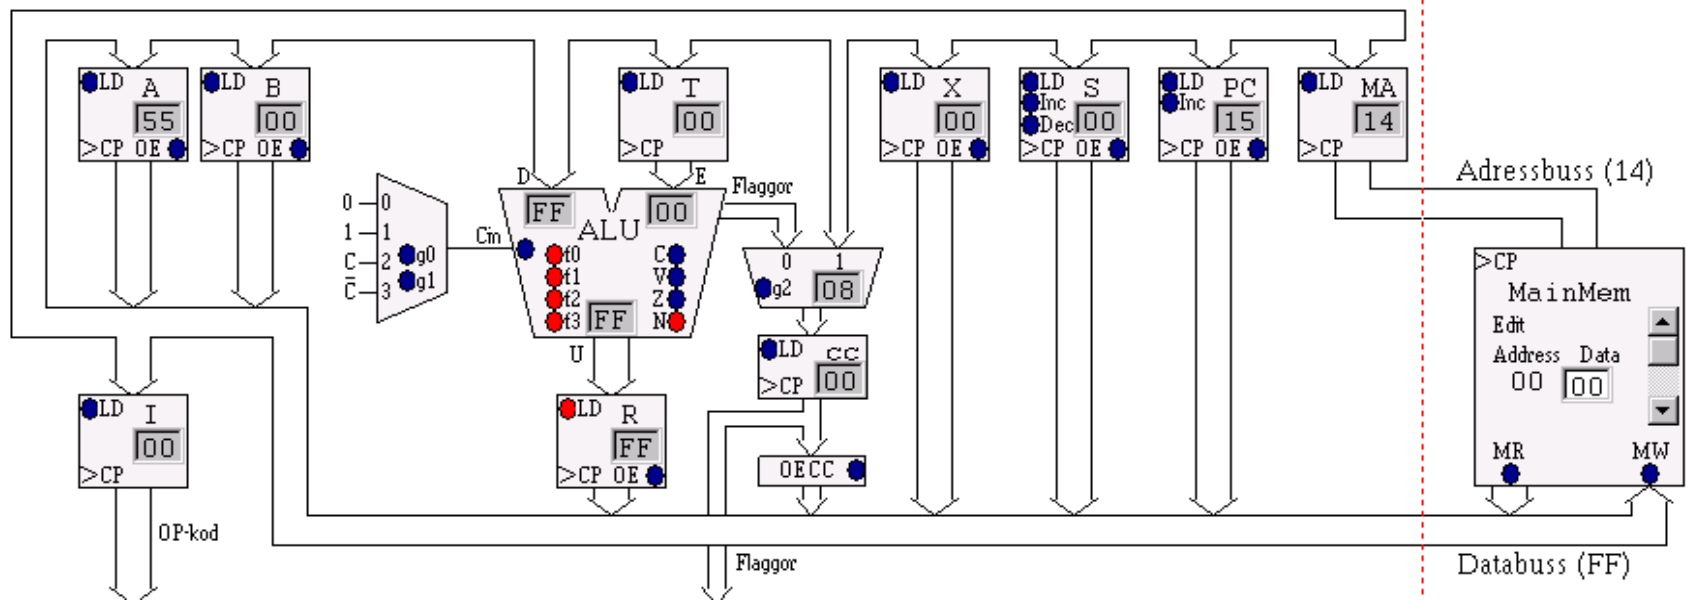 LD A
55
>CP OE
LD B
00
>CP OE
LD T
00
>CP
LD X
00
>CP OE
LD S
Inc
Dec 00
>CP OE
LD PC
Inc
15
>CP OE
LD MA
14
>CP
Adressbuss (14)
D
E
Flaggor
0 0
1 1
C 2 g0
C̅ 3 g1
Cin
FF 00
ALU
f0 C
f1 V
f2 Z
f3 FF N
U
0 1
g2 08
LD CC
00
>CP
OECC
>CP
MainMem
Edit
Address Data
00 00
MR MW
LD I
00
>CP
LD R
FF
>CP OE
OP-kod
Flaggor
Databuss (FF)